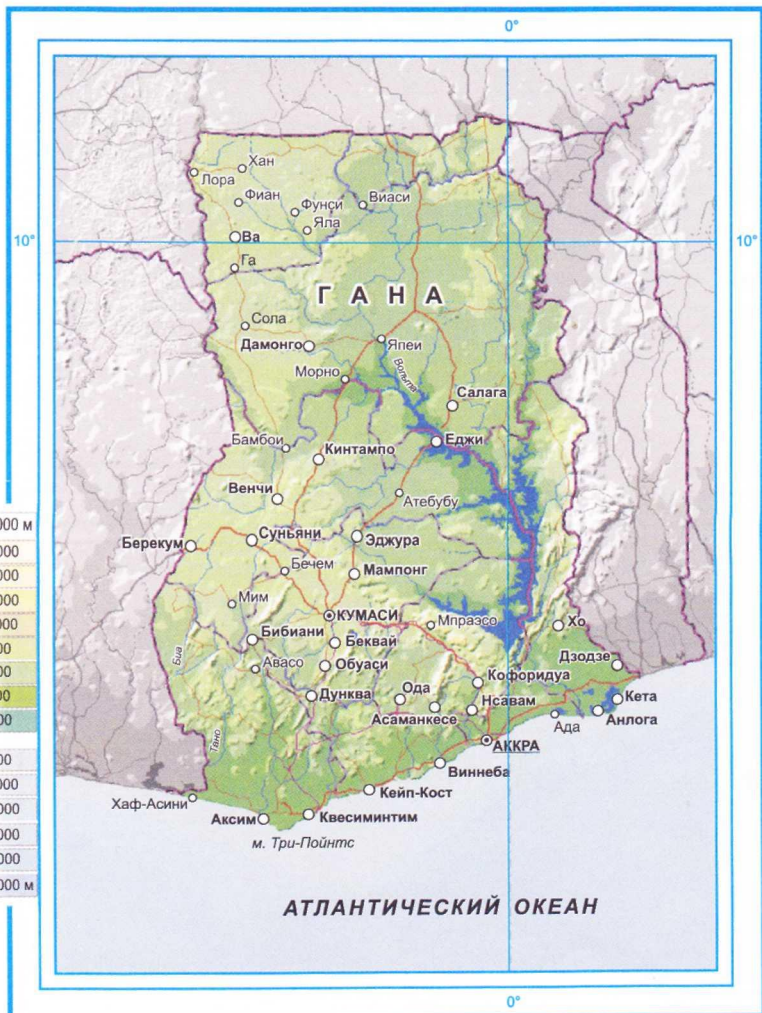 0°
10°
10°
Хан
Лора
Фиан
Фунси
Виаси
Яла
Ва
Га
ГАНА
Сола
Дамонго
Япеи
Морно
Вольта
Салага
Бамбои
Еджи
Кинтампо
Венчи
Атебубу
Берекум
Суньяни
Эджура
Бечем
Мампонг
Мим
КУМАСИ
Мпраэсо
Хо
Бибиани
Беквай
Биа
Авасо
Обуаси
Дзодзе
Кофоридуа
Дунква
Ода
Кета
Асаманкесе
Нсавам
Ада
Анлога
Тано
АККРА
Виннеба
Хаф-Асини
Кейп-Кост
Аксим
Квесиминтим
м. Три-Пойнтс
АТЛАНТИЧЕСКИЙ ОКЕАН
0°